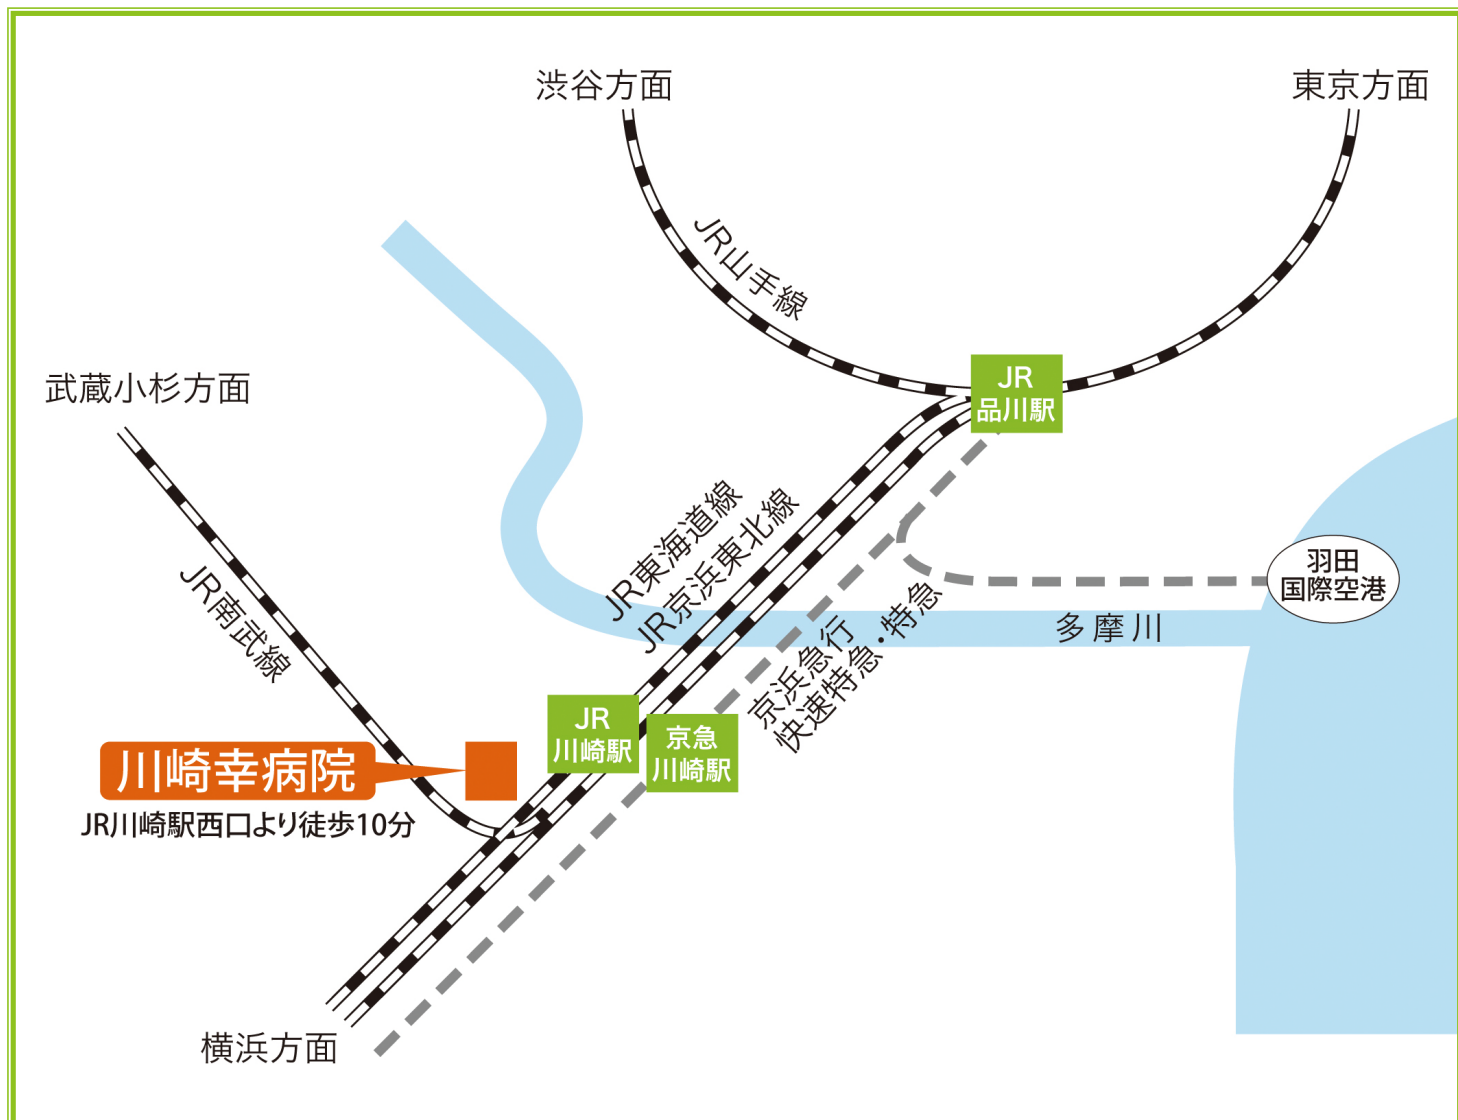 渋谷方面
東京方面
JR山手線
JR
品川駅
武蔵小杉方面
JR東海道線
JR京浜東北線
羽田
国際空港
JR南武線
京浜急行
快速特急・特急
多摩川
JR
川崎駅
京急
川崎駅
川崎幸病院
JR川崎駅西口より徒歩10分
横浜方面